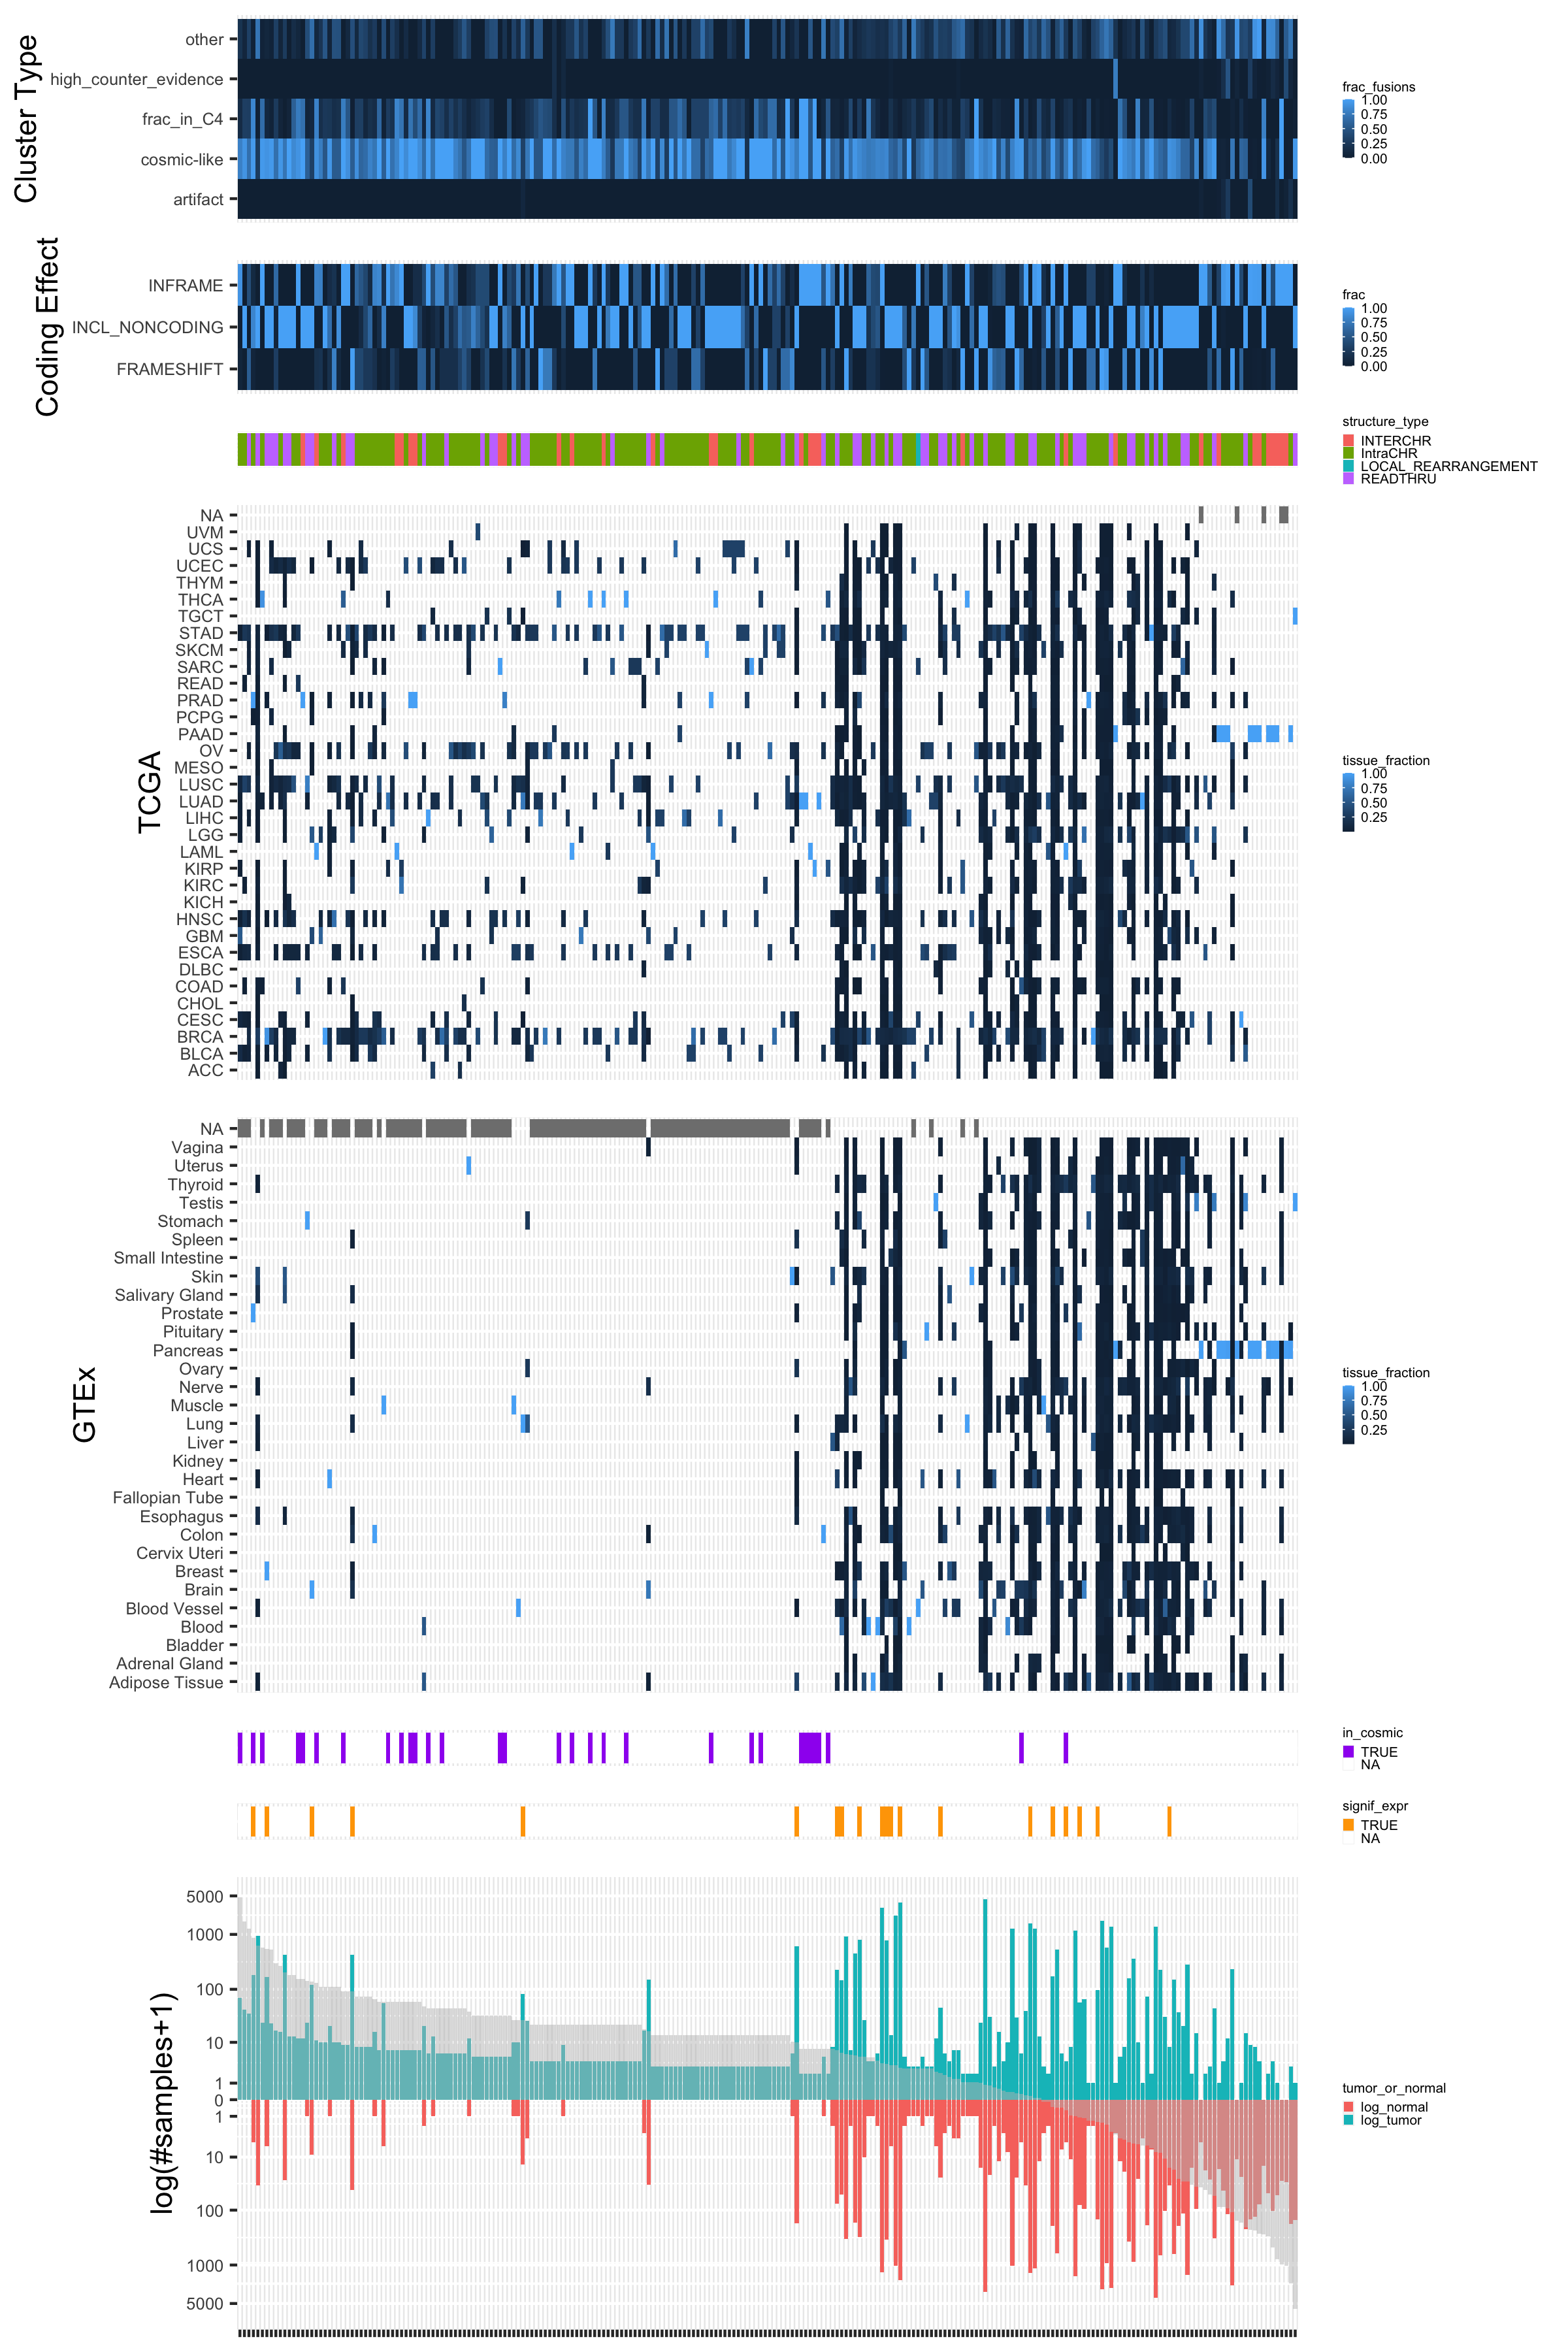 Cluster Type
other
high_counter_evidence
frac_in_C4
cosmic-like
artifact
frac_fusions
1.00
0.75
0.50
0.25
0.00
Coding Effect
INFRAME
INCL_NONCODING
FRAMESHIFT
frac
1.00
0.75
0.50
0.25
0.00
structure_type
INTERCHR
IntraCHR
LOCAL_REARRANGEMENT
READTHRU
TCGA
NA
UVM
UCS
UCEC
THYM
THCA
TGCT
STAD
SKCM
SARC
READ
PRAD
PCPG
PAAD
OV
MESO
LUSC
LUAD
LIHC
LGG
LAML
KIRP
KIRC
KICH
HNSC
GBM
ESCA
DLBC
COAD
CHOL
CESC
BRCA
BLCA
ACC
tissue_fraction
1.00
0.75
0.50
0.25
GTEx
NA
Vagina
Uterus
Thyroid
Testis
Stomach
Spleen
Small Intestine
Skin
Salivary Gland
Prostate
Pituitary
Pancreas
Ovary
Nerve
Muscle
Lung
Liver
Kidney
Heart
Fallopian Tube
Esophagus
Colon
Cervix Uteri
Breast
Brain
Blood Vessel
Blood
Bladder
Adrenal Gland
Adipose Tissue
tissue_fraction
1.00
0.75
0.50
0.25
in_cosmic
TRUE
NA
signif_expr
TRUE
NA
log(#samples+1)
5000
1000
100
10
1
0
1
10
100
1000
5000
tumor_or_normal
log_normal
log_tumor